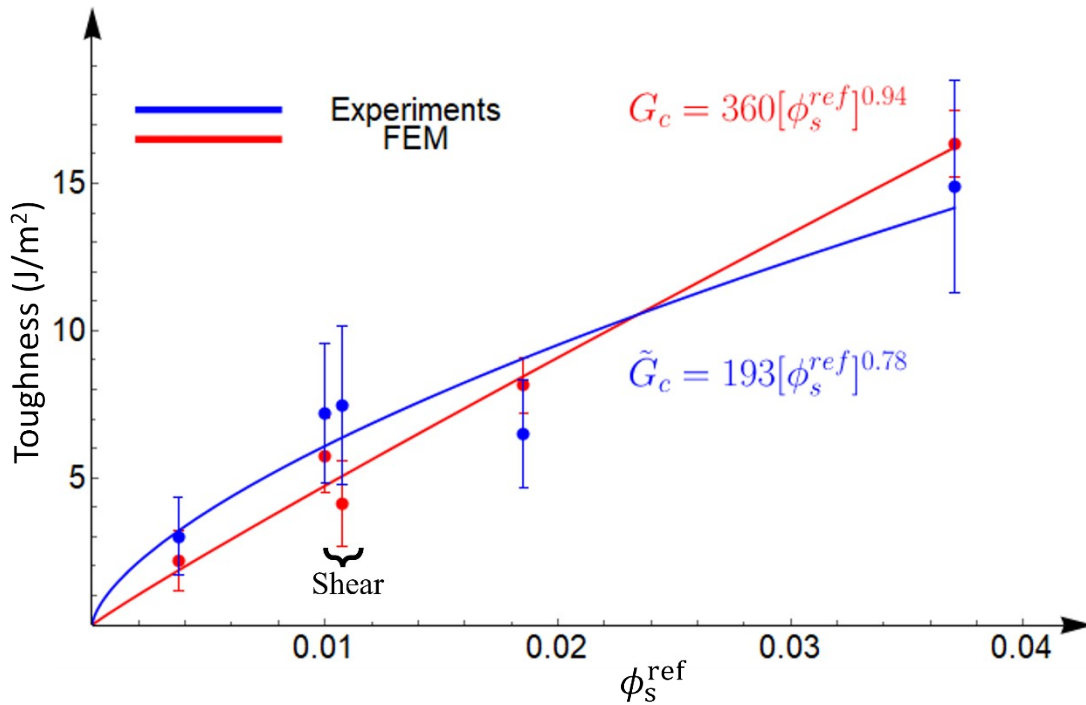 Experiments
FEM
G_c = 360[ϕ_s^{ref}]^{0.94}
G̃_c = 193[ϕ_s^{ref}]^{0.78}
Toughness (J/m²)
15
10
5
Shear
0.01 0.02 0.03 0.04
ϕ_s^{ref}